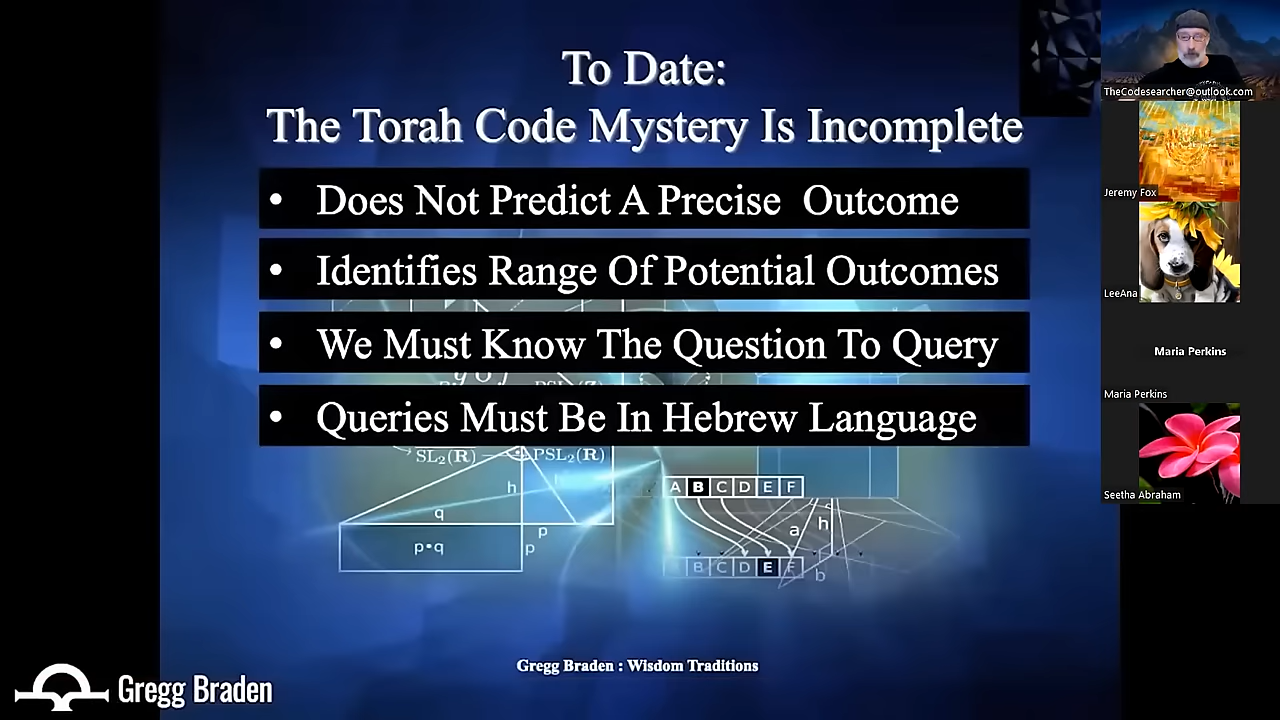 To Date:
The Torah Code Mystery Is Incomplete
• Does Not Predict A Precise Outcome
• Identifies Range Of Potential Outcomes
• We Must Know The Question To Query
• Queries Must Be In Hebrew Language
SL₂(R) PSL₂(R)
h
q
p•q
p
p
A B C D E F
a h
B C D E F
b
Gregg Braden : Wisdom Traditions
Gregg Braden
TheCodesearcher@outlook.com
Jeremy Fox
LeeAna
Maria Perkins
Maria Perkins
Seetha Abraham